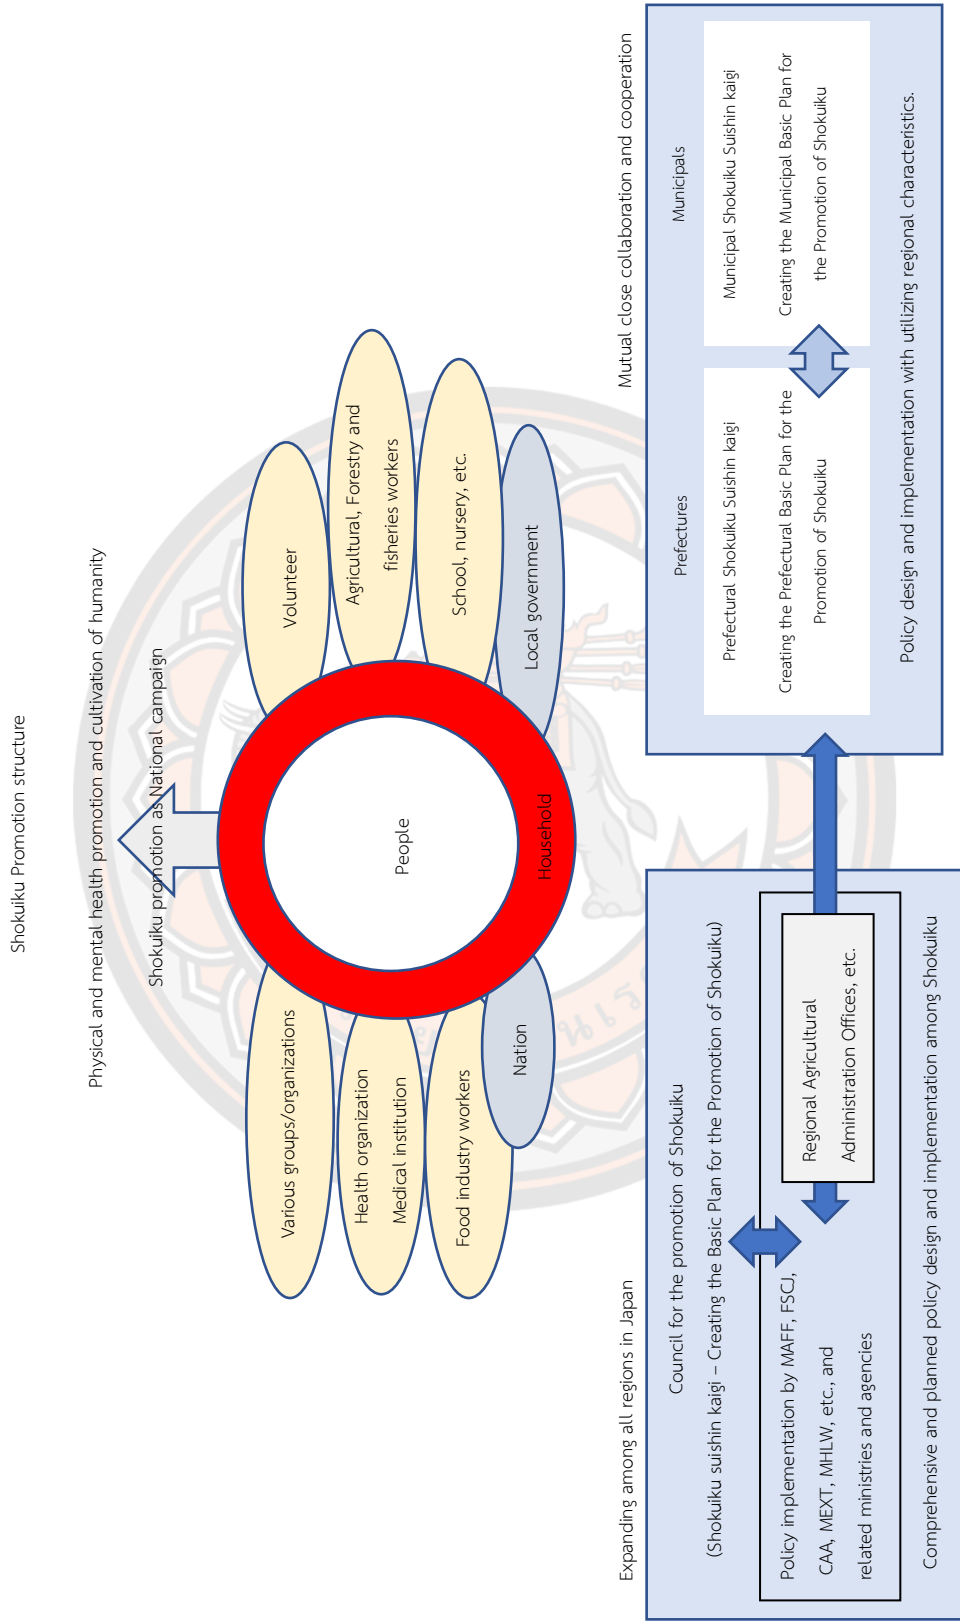 Shokuiku Promotion structure
Physical and mental health promotion and cultivation of humanity
Shokuiku promotion as National campaign
Various groups/organizations
Health organization
Medical institution
Food industry workers
Nation
People
Household
Volunteer
Agricultural, Forestry and
fisheries workers
School, nursery, etc.
Local government
Expanding among all regions in Japan
Mutual close collaboration and cooperation
Council for the promotion of Shokuiku
(Shokuiku suishin kaigi – Creating the Basic Plan for the Promotion of Shokuiku)
Policy implementation by MAFF, FSCJ,
CAA, MEXT, MHLW, etc., and
related ministries and agencies
Regional Agricultural
Administration Offices, etc.
Comprehensive and planned policy design and implementation among Shokuiku
Prefectures
Prefectural Shokuiku Suishin kaigi
Creating the Prefectural Basic Plan for the
Promotion of Shokuiku
Municipals
Municipal Shokuiku Suishin kaigi
Creating the Municipal Basic Plan for
the Promotion of Shokuiku
Policy design and implementation with utilizing regional characteristics.